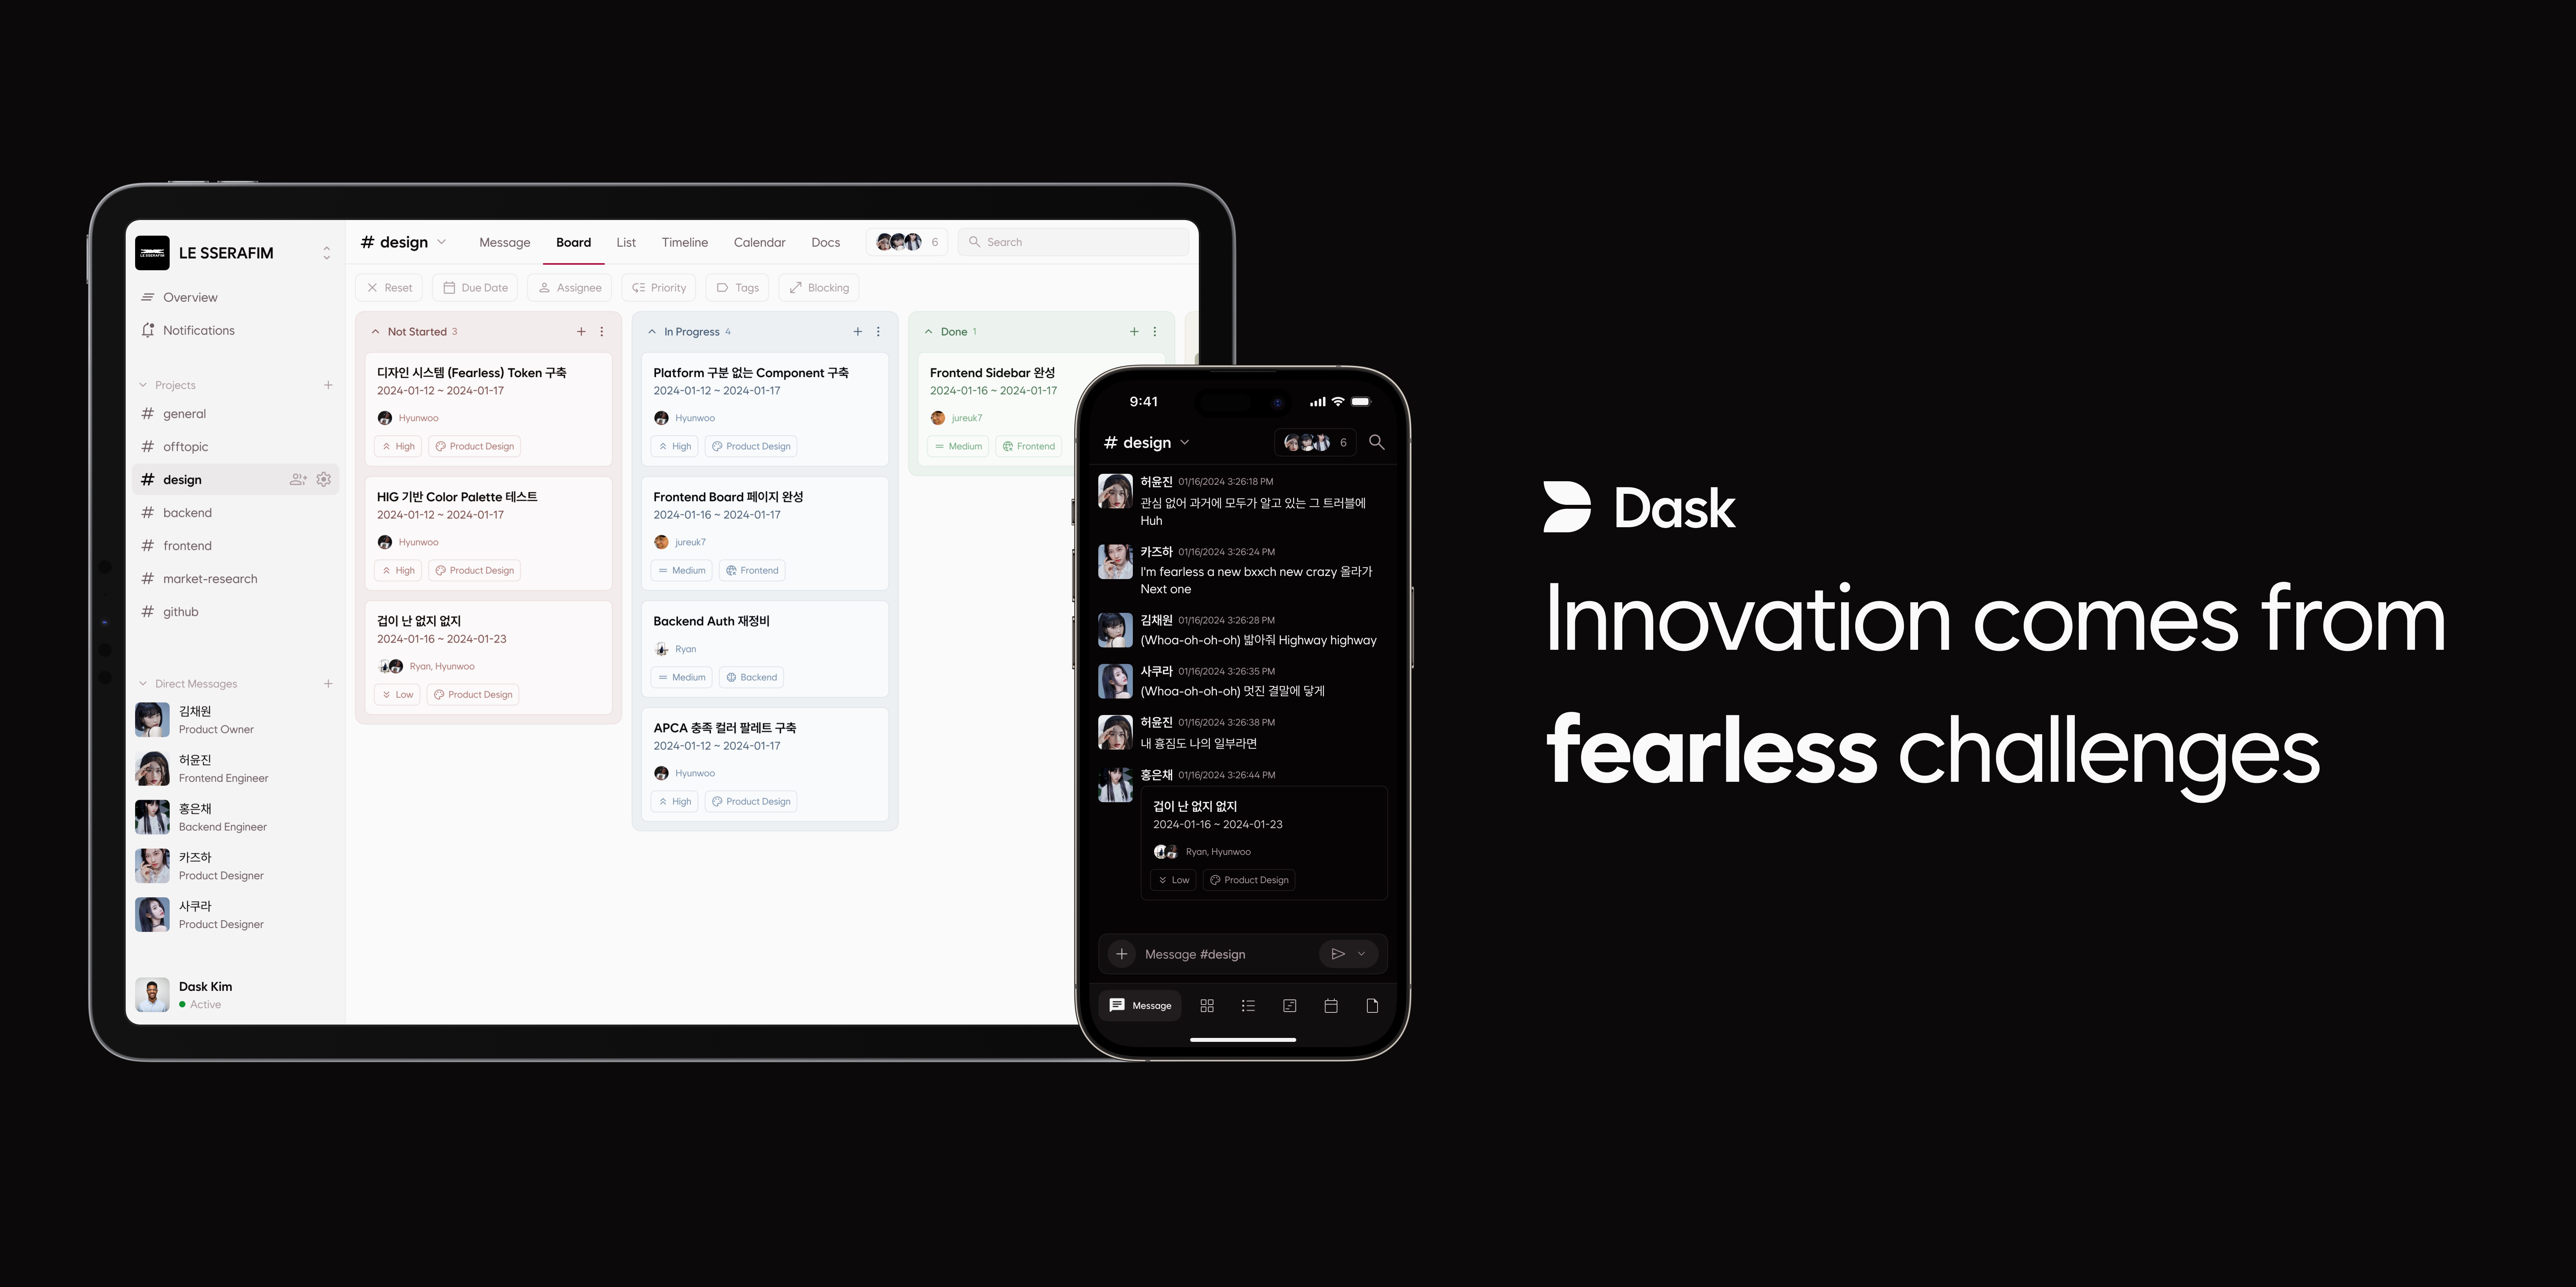 LE SSERAFIM
LE SSERAFIM
Overview
Notifications
Projects
# general
# offtopic
# design
# backend
# frontend
# market-research
# github
Direct Messages
김채원
Product Owner
허윤진
Frontend Engineer
홍은채
Backend Engineer
카즈하
Product Designer
사쿠라
Product Designer
Dask Kim
Active
# design
Message Board List Timeline Calendar Docs
6
Search
Reset Due Date Assignee Priority Tags Blocking
Not Started 3
디자인 시스템 (Fearless) Token 구축
2024-01-12 ~ 2024-01-17
Hyunwoo
High Product Design
HIG 기반 Color Palette 테스트
2024-01-12 ~ 2024-01-17
Hyunwoo
High Product Design
겁이 난 없지 없지
2024-01-16 ~ 2024-01-23
Ryan, Hyunwoo
Low Product Design
In Progress 4
Platform 구분 없는 Component 구축
2024-01-12 ~ 2024-01-17
Hyunwoo
High Product Design
Frontend Board 페이지 완성
2024-01-16 ~ 2024-01-17
jureuk7
Medium Frontend
Backend Auth 재정비
Ryan
Medium Backend
APCA 충족 컬러 팔레트 구축
2024-01-12 ~ 2024-01-17
Hyunwoo
High Product Design
Done 1
Frontend Sidebar 완성
2024-01-16 ~ 2024-01-17
jureuk7
Medium Frontend
9:41
# design
6
허윤진 01/16/2024 3:26:18 PM
관심 없어 과거에 모두가 알고 있는 그 트러블에
Huh
카즈하 01/16/2024 3:26:24 PM
I'm fearless a new bxxch new crazy 올라가
Next one
김채원 01/16/2024 3:26:28 PM
(Whoa-oh-oh-oh) 밟아줘 Highway highway
사쿠라 01/16/2024 3:26:35 PM
(Whoa-oh-oh-oh) 멋진 결말에 닿게
허윤진 01/16/2024 3:26:38 PM
내 흉짐도 나의 일부라면
홍은채 01/16/2024 3:26:44 PM
겁이 난 없지 없지
2024-01-16 ~ 2024-01-23
Ryan, Hyunwoo
Low Product Design
Message #design
Message
Dask
Innovation comes from
fearless challenges